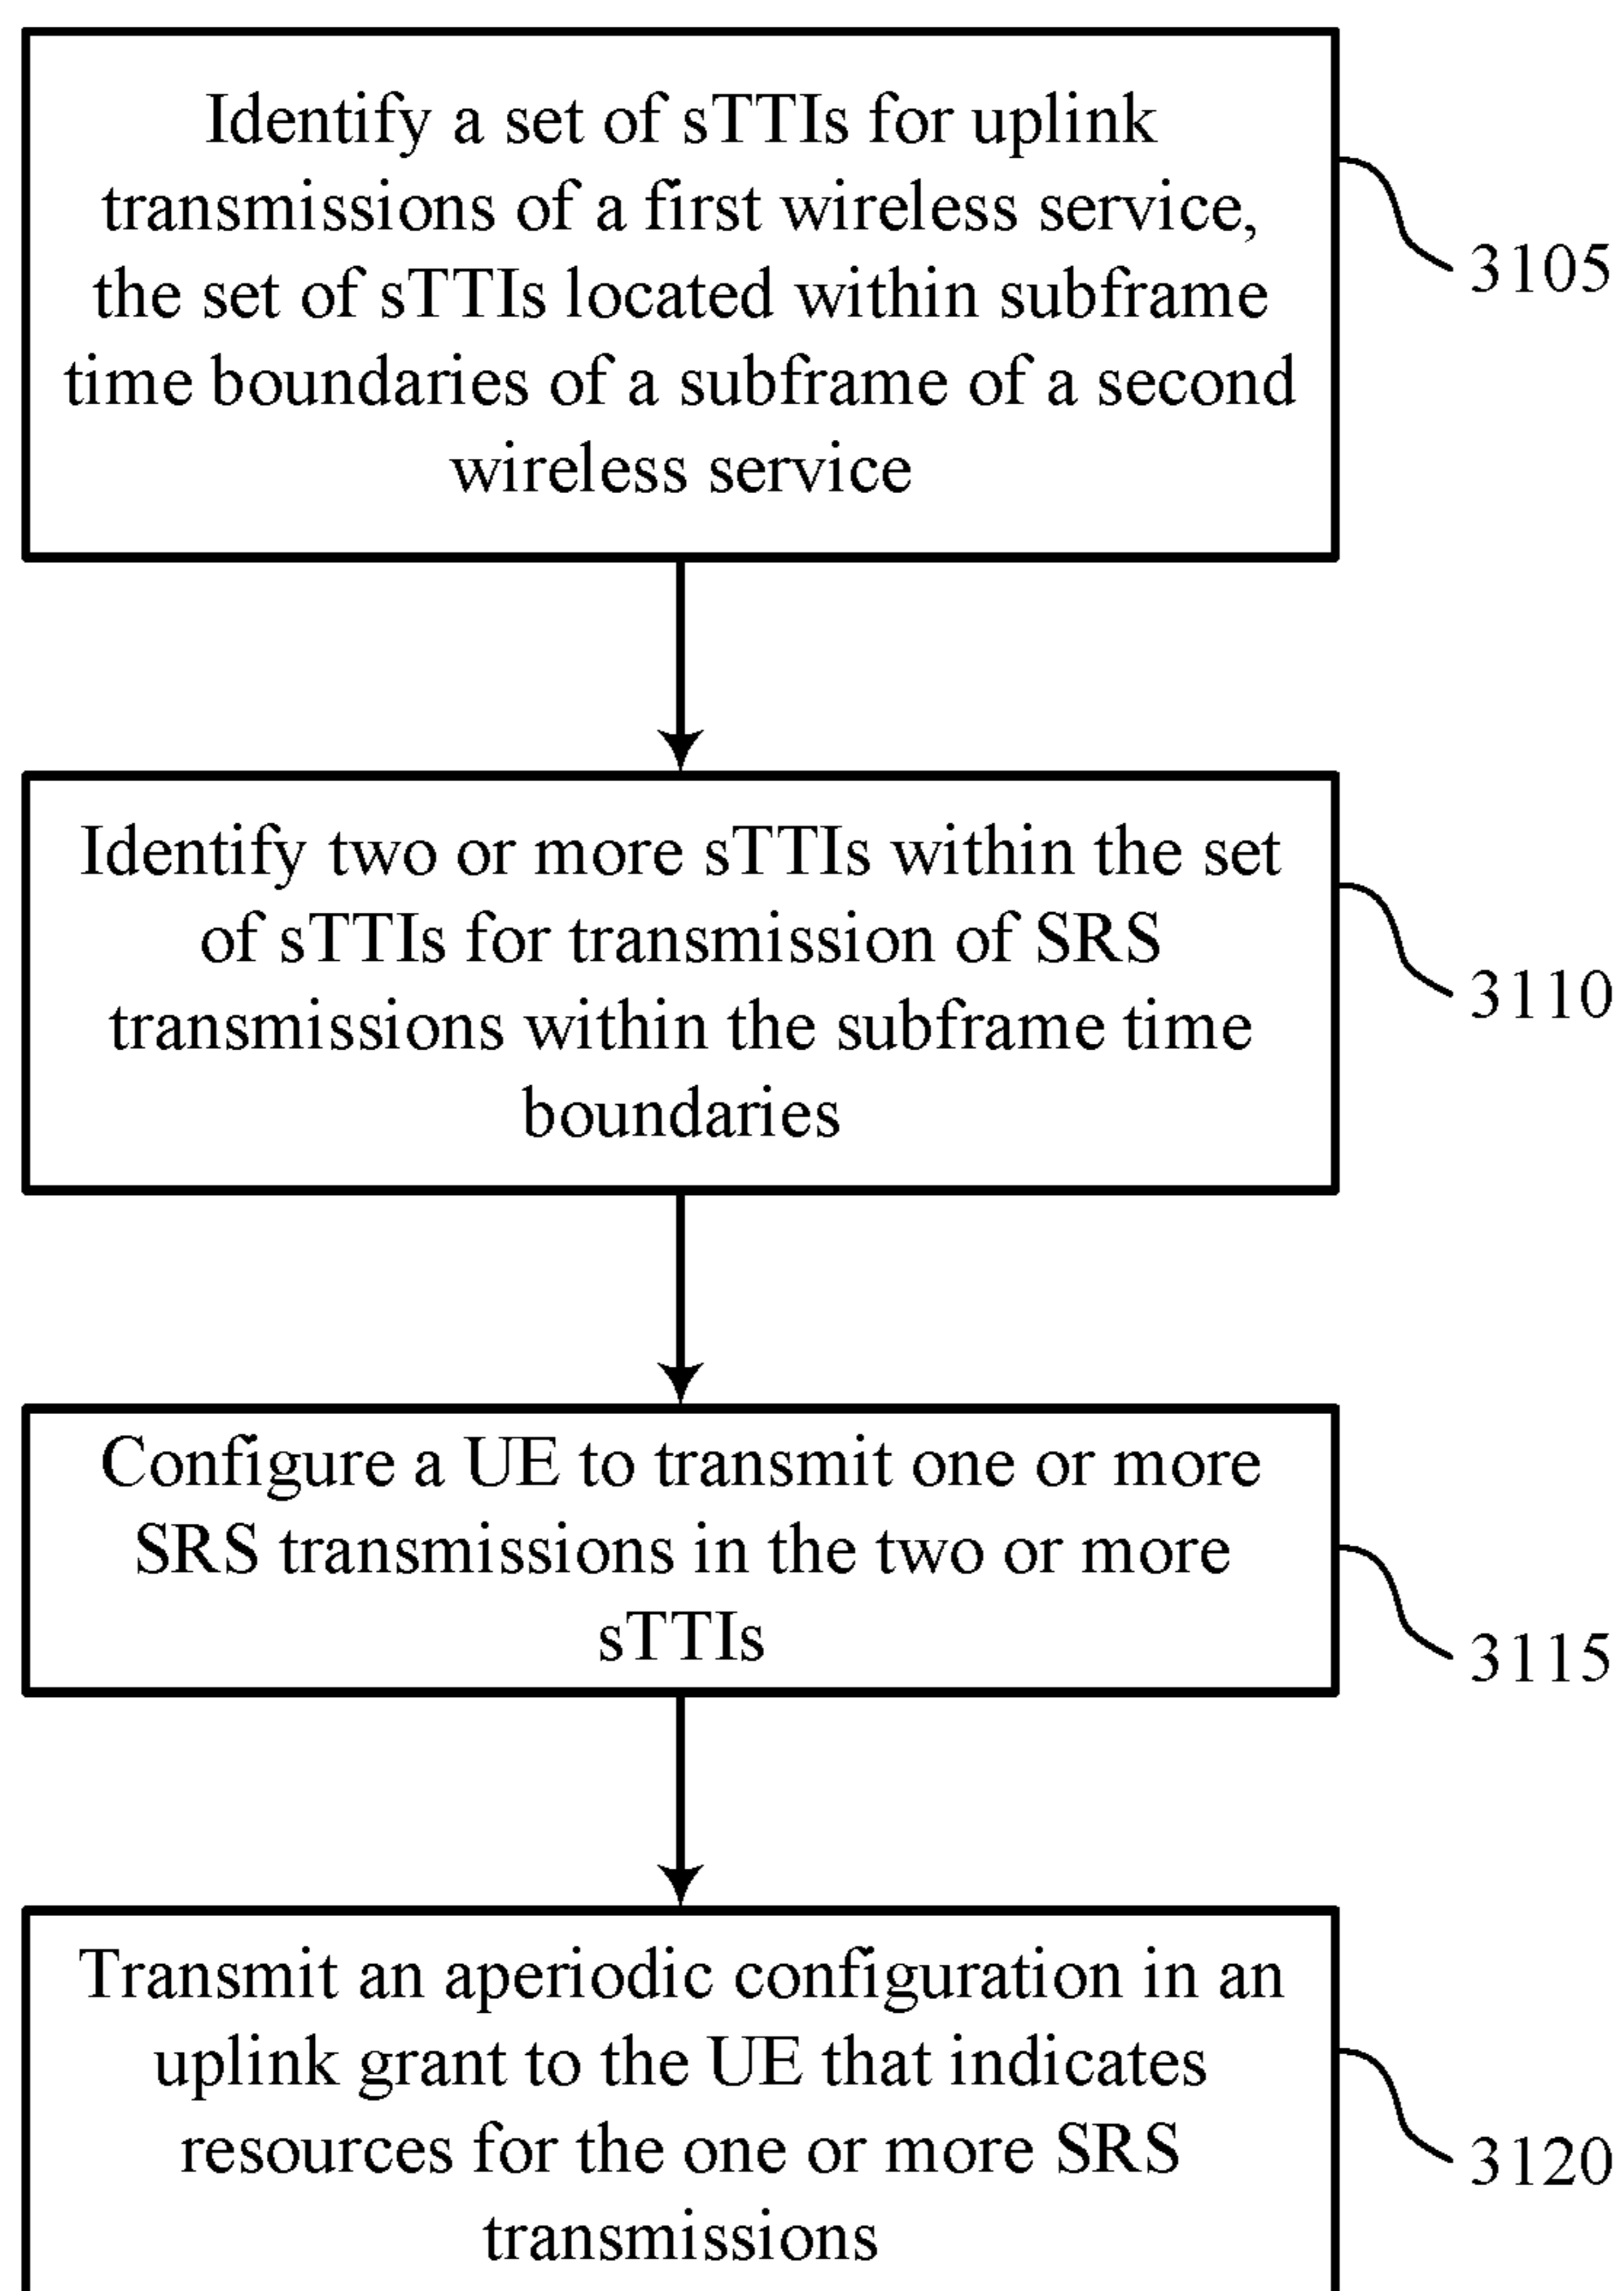 Identify a set of sTTIs for uplink
transmissions of a first wireless service,
the set of sTTIs located within subframe
time boundaries of a subframe of a second
wireless service
3105
Identify two or more sTTIs within the set
of sTTIs for transmission of SRS
transmissions within the subframe time
boundaries
3110
Configure a UE to transmit one or more
SRS transmissions in the two or more
sTTIs
3115
Transmit an aperiodic configuration in an
uplink grant to the UE that indicates
resources for the one or more SRS
transmissions
3120